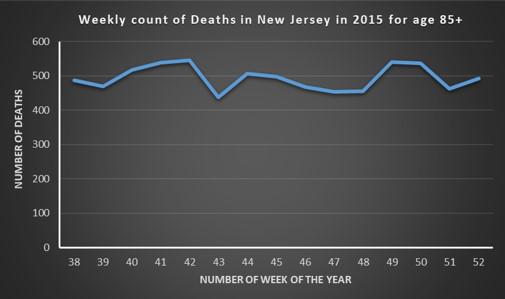 Weekly count of Deaths in New Jersey in 2015 for age 85+
600
500
400
300
200
100
0
NUMBER OF DEATHS
38 39 40 41 42 43 44 45 46 47 48 49 50 51 52
NUMBER OF WEEK OF THE YEAR